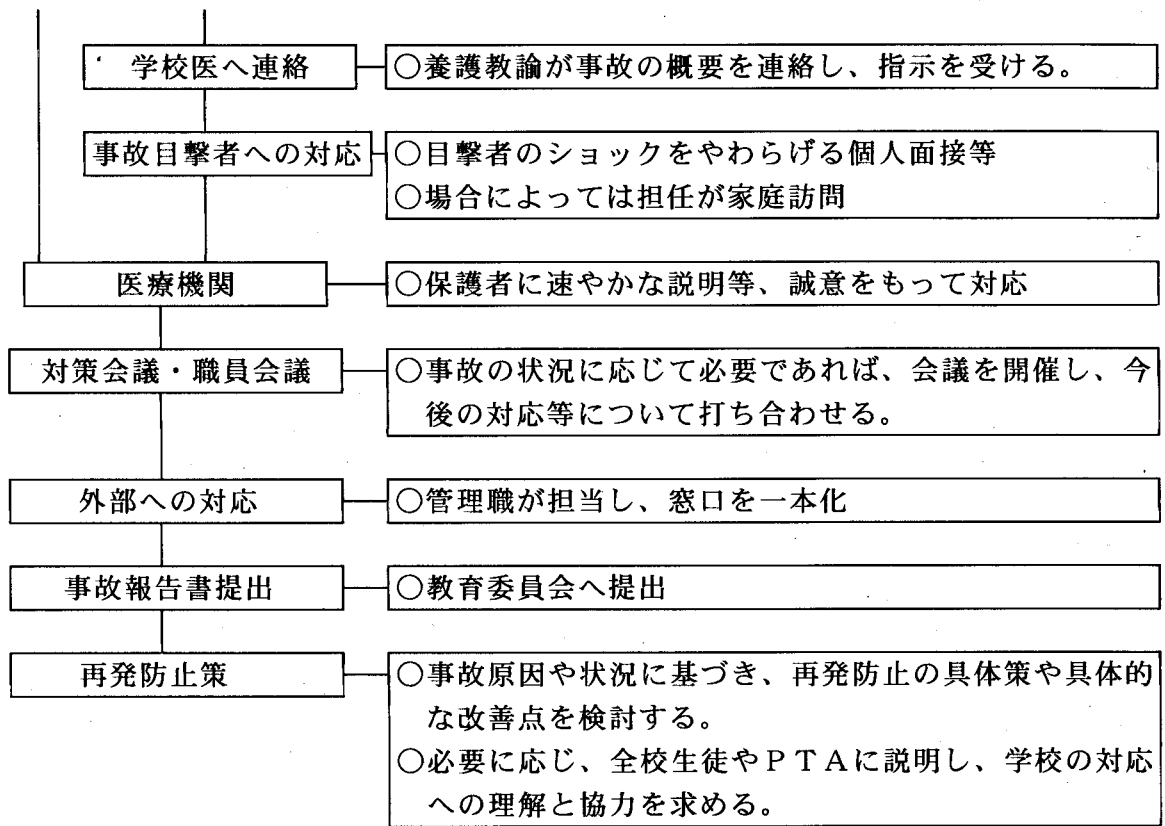 学校医へ連絡
○養護教諭が事故の概要を連絡し、指示を受ける。
事故目撃者への対応
○目撃者のショックをやわらげる個人面接等
○場合によっては担任が家庭訪問
医療機関
○保護者に速やかな説明等、誠意をもって対応
対策会議・職員会議
○事故の状況に応じて必要であれば、会議を開催し、今
後の対応等について打ち合わせる。
外部への対応
○管理職が担当し、窓口を一本化
事故報告書提出
○教育委員会へ提出
再発防止策
○事故原因や状況に基づき、再発防止の具体策や具体的
な改善点を検討する。
○必要に応じ、全校生徒やＰＴＡに説明し、学校の対応
への理解と協力を求める。